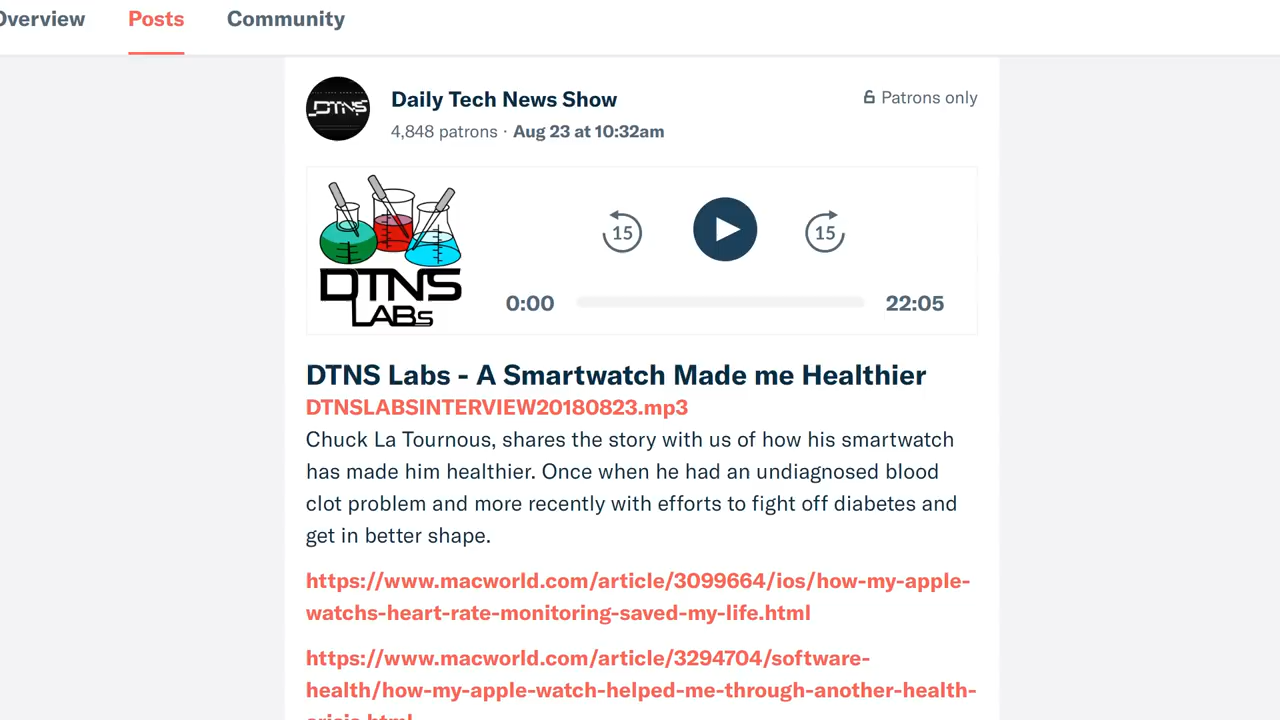 Overview Posts Community
DTNS
Daily Tech News Show
Patrons only
4,848 patrons · Aug 23 at 10:32am
15 15
DTNS
LABs
0:00 22:05
DTNS Labs - A Smartwatch Made me Healthier
DTNSLABSINTERVIEW20180823.mp3
Chuck La Tournous, shares the story with us of how his smartwatch
has made him healthier. Once when he had an undiagnosed blood
clot problem and more recently with efforts to fight off diabetes and
get in better shape.
https://www.macworld.com/article/3099664/ios/how-my-apple-
watchs-heart-rate-monitoring-saved-my-life.html
https://www.macworld.com/article/3294704/software-
health/how-my-apple-watch-helped-me-through-another-health-
crisis.html